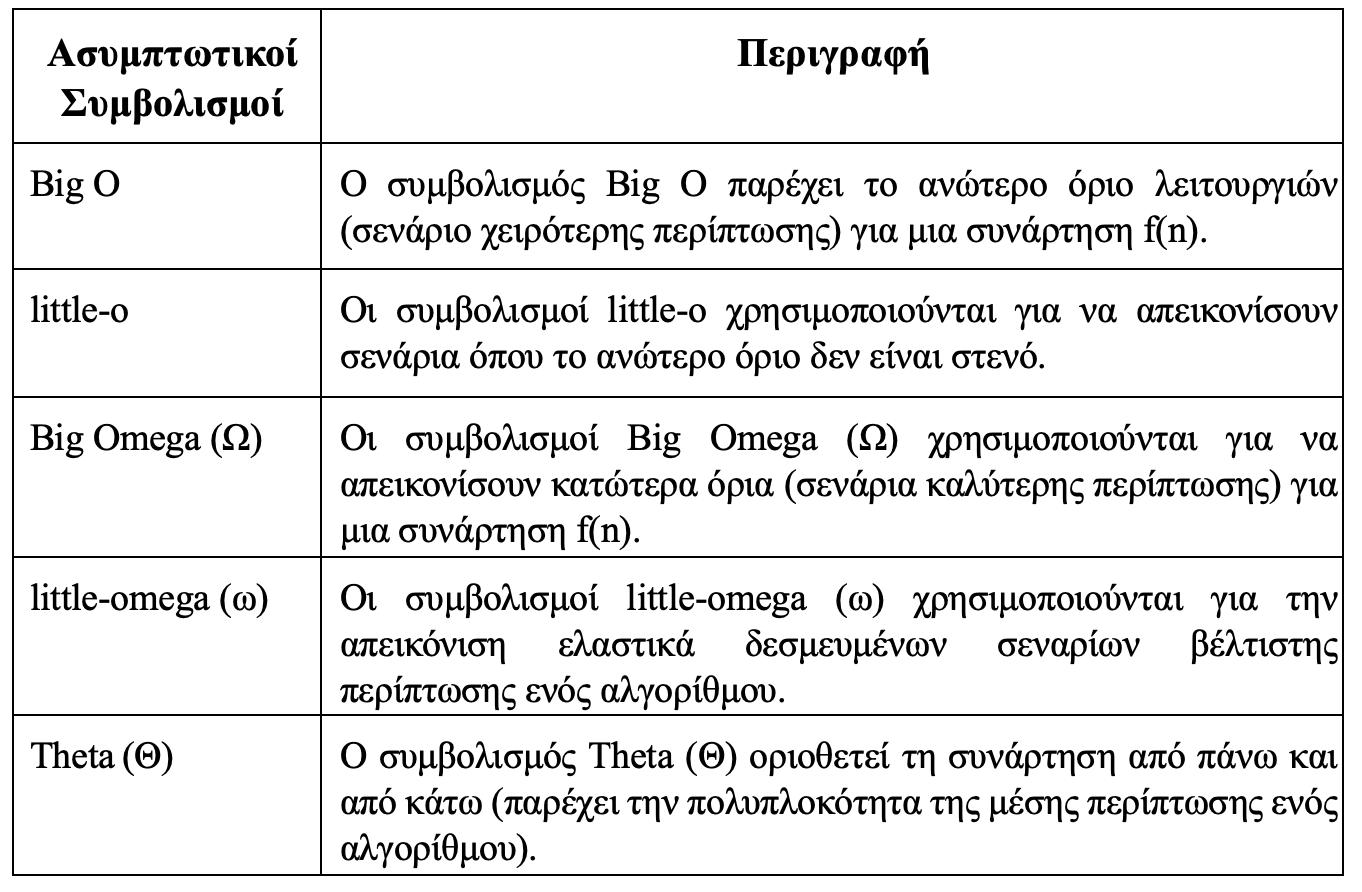 Ασυμπτωτικοί
Συμβολισμοί
Περιγραφή
Big O
Ο συμβολισμός Big O παρέχει το ανώτερο όριο λειτουργιών
(σενάριο χειρότερης περίπτωσης) για μια συνάρτηση f(n).
little-o
Οι συμβολισμοί little-o χρησιμοποιούνται για να απεικονίσουν
σενάρια όπου το ανώτερο όριο δεν είναι στενό.
Big Omega (Ω)
Οι συμβολισμοί Big Omega (Ω) χρησιμοποιούνται για να
απεικονίσουν κατώτερα όρια (σενάρια καλύτερης περίπτωσης) για
μια συνάρτηση f(n).
little-omega (ω)
Οι συμβολισμοί little-omega (ω) χρησιμοποιούνται για την
απεικόνιση ελαστικά δεσμευμένων σεναρίων βέλτιστης
περίπτωσης ενός αλγορίθμου.
Theta (Θ)
Ο συμβολισμός Theta (Θ) οριοθετεί τη συνάρτηση από πάνω και
από κάτω (παρέχει την πολυπλοκότητα της μέσης περίπτωσης ενός
αλγορίθμου).